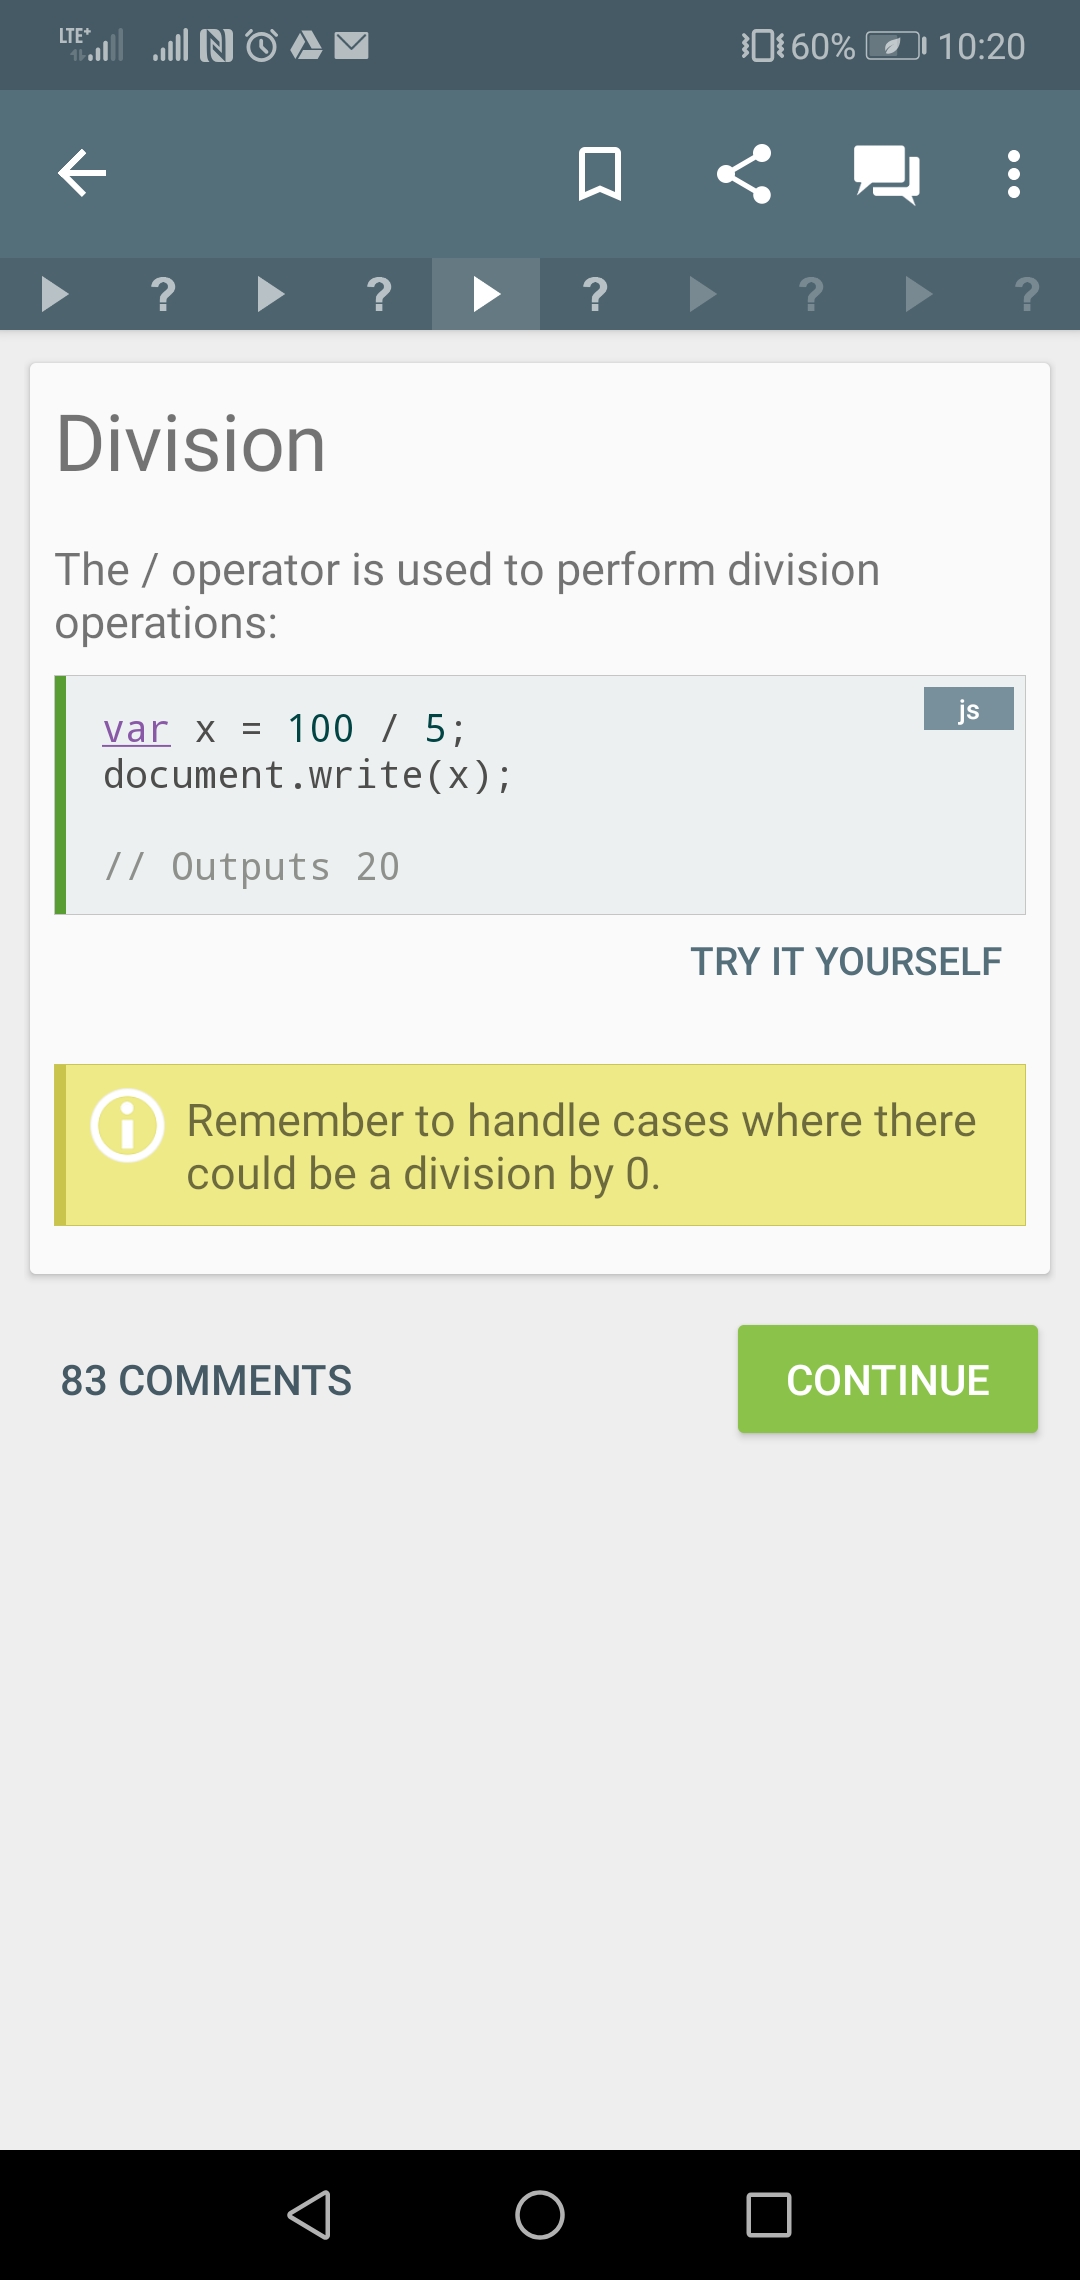 LTE+ 60% 10:20
? ? ? ? ?
Division
The / operator is used to perform division
operations:
js
var x = 100 / 5;
document.write(x);
// Outputs 20
TRY IT YOURSELF
Remember to handle cases where there
could be a division by 0.
83 COMMENTS
CONTINUE